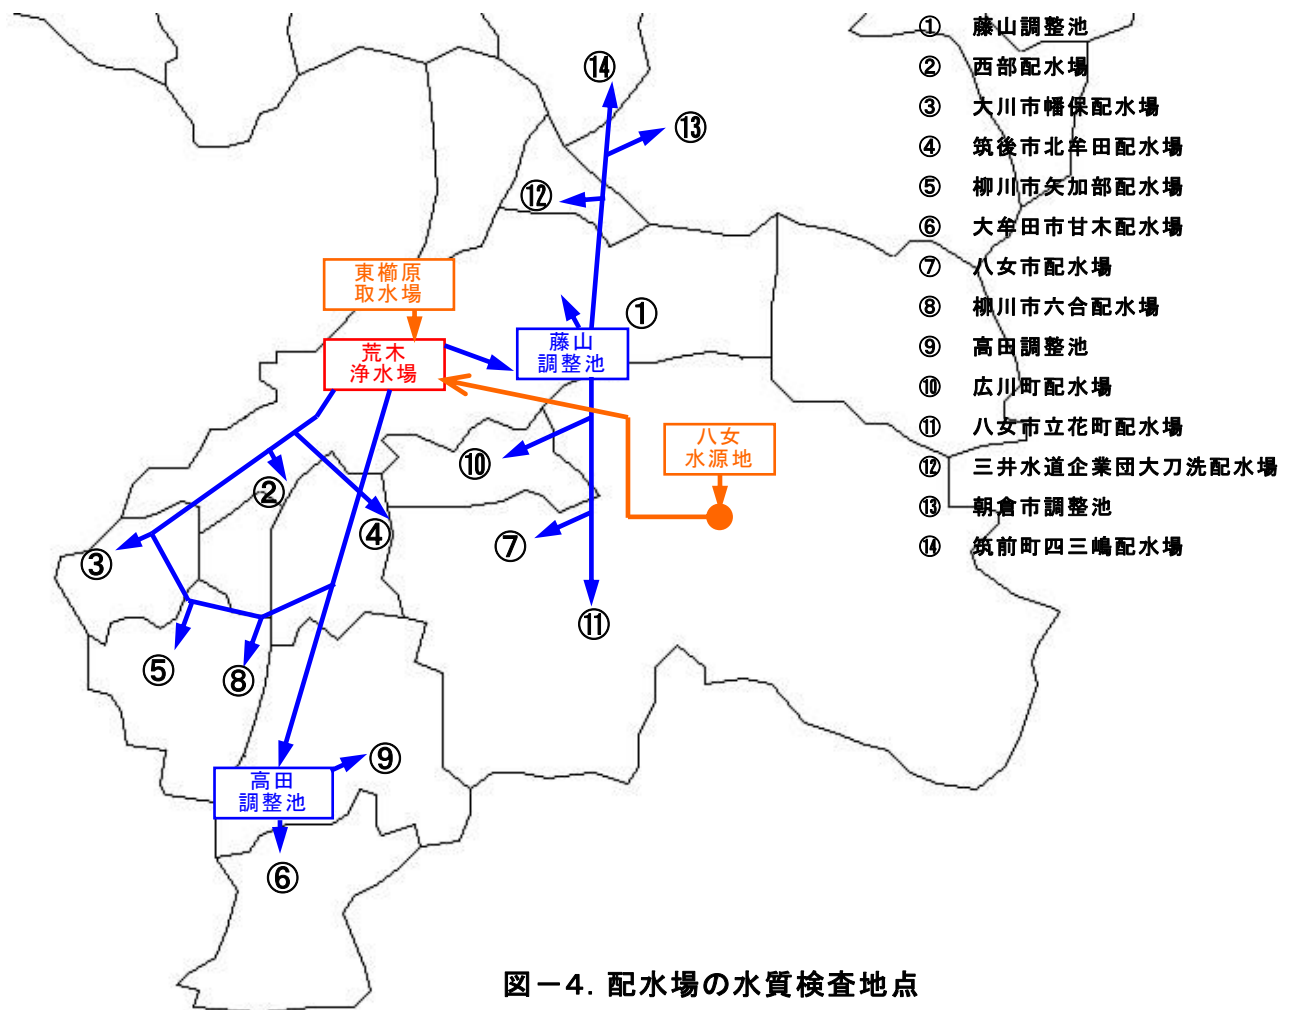 ① 藤山調整池
② 西部配水場
③ 大川市幡保配水場
④ 筑後市北牟田配水場
⑤ 柳川市矢加部配水場
⑥ 大牟田市甘木配水場
⑦ 八女市配水場
⑧ 柳川市六合配水場
⑨ 高田調整池
⑩ 広川町配水場
⑪ 八女市立花町配水場
⑫ 三井水道企業団大刀洗配水場
⑬ 朝倉市調整池
⑭ 筑前町四三嶋配水場
⑭
⑬
⑫
東櫛原
取水場
①
藤山
調整池
荒木
浄水場
八女
水源地
⑩
②
④
⑦
③
⑪
⑤
⑧
⑨
高田
調整池
⑥
図－4. 配水場の水質検査地点